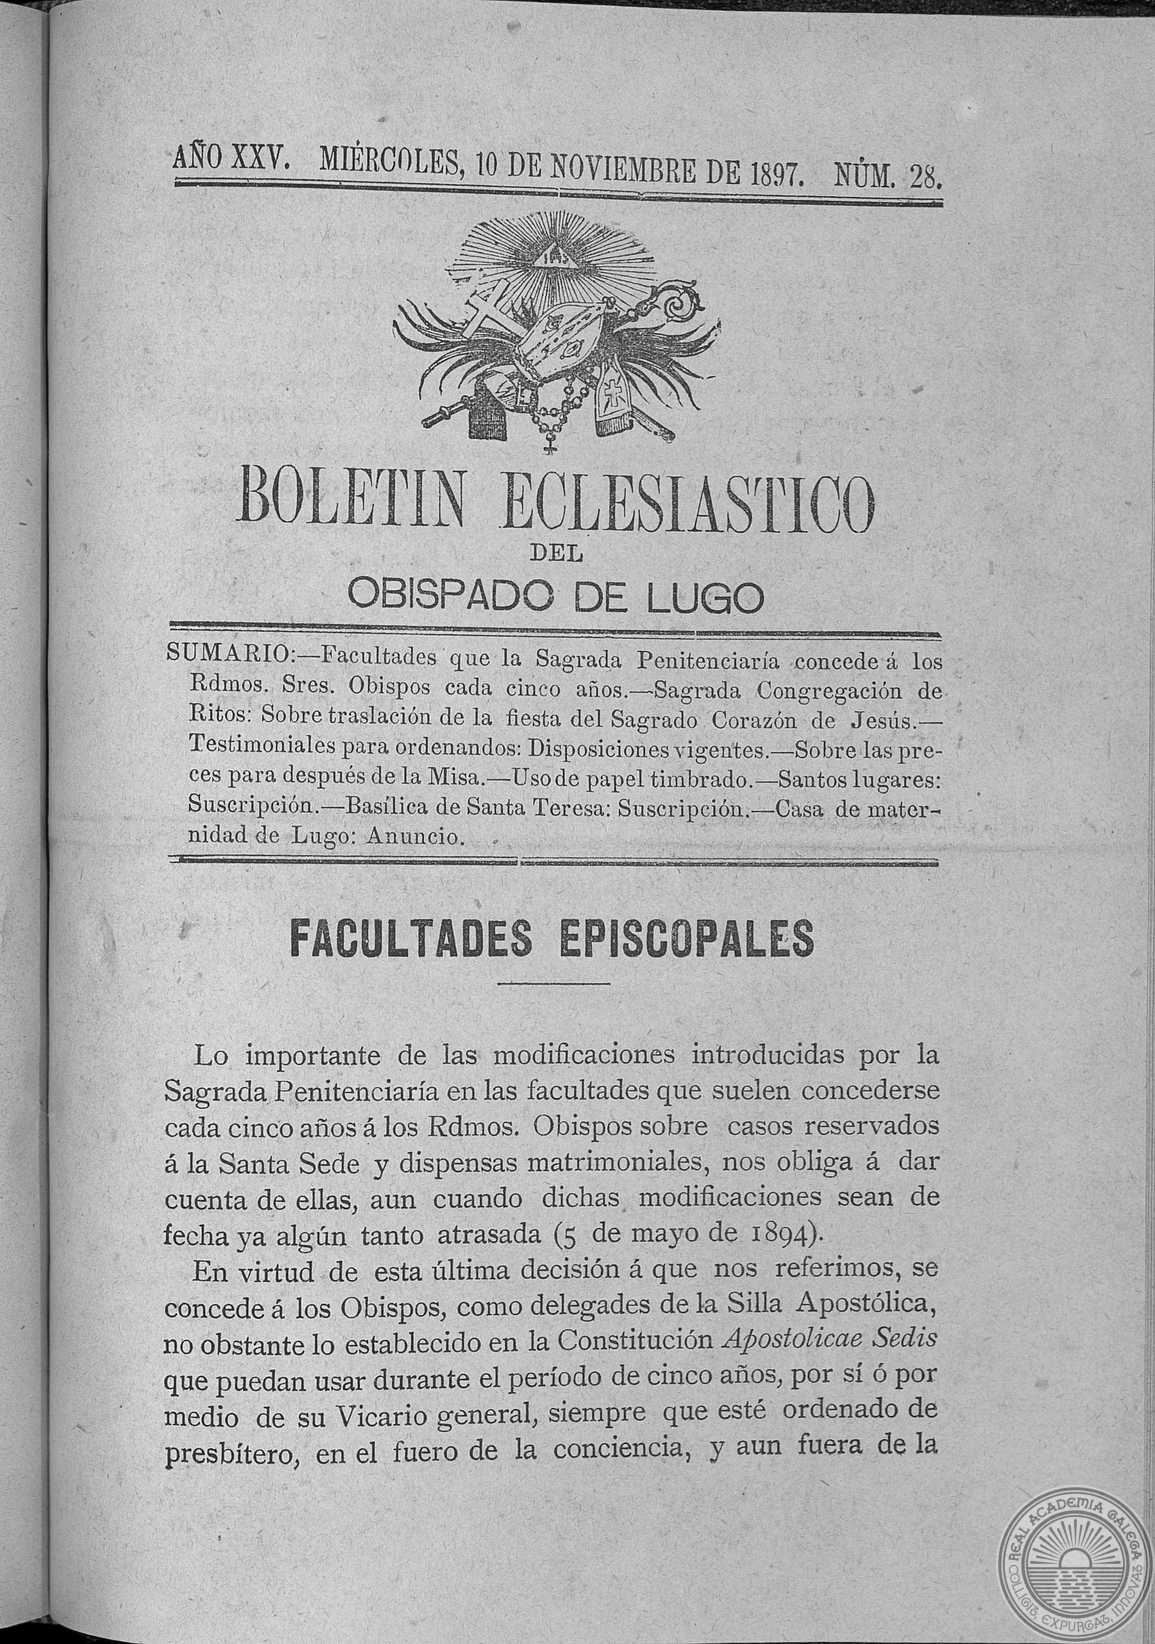 AÑO XXV. MIÉRCOLES, 10 DE NOVIEMBRE DE 1897. NÚM. 28.
IHS
BOLETIN ECLESIASTICO
DEL
OBISPADO DE LUGO
SUMARIO:—Facultades que la Sagrada Penitenciaría concede á los
Rdmos. Sres. Obispos cada cinco años.—Sagrada Congregación de
Ritos: Sobre traslación de la fiesta del Sagrado Corazón de Jesús.—
Testimoniales para ordenandos: Disposiciones vigentes.—Sobre las pre-
ces para después de la Misa.—Uso de papel timbrado.—Santos lugares:
Suscripción.—Basílica de Santa Teresa: Suscripción.—Casa de mater-
nidad de Lugo: Anuncio.
FACULTADES EPISCOPALES
Lo importante de las modificaciones introducidas por la
Sagrada Penitenciaría en las facultades que suelen concederse
cada cinco años á los Rdmos. Obispos sobre casos reservados
á la Santa Sede y dispensas matrimoniales, nos obliga á dar
cuenta de ellas, aun cuando dichas modificaciones sean de
fecha ya algún tanto atrasada (5 de mayo de 1894).
En virtud de esta última decisión á que nos referimos, se
concede á los Obispos, como delegades de la Silla Apostólica,
no obstante lo establecido en la Constitución Apostolicae Sedis
que puedan usar durante el período de cinco años, por sí ó por
medio de su Vicario general, siempre que esté ordenado de
presbítero, en el fuero de la conciencia, y aun fuera de la
REAL ACADEMIA GALEGA
COLLIGIT, EXPURGAT, INNOVAT